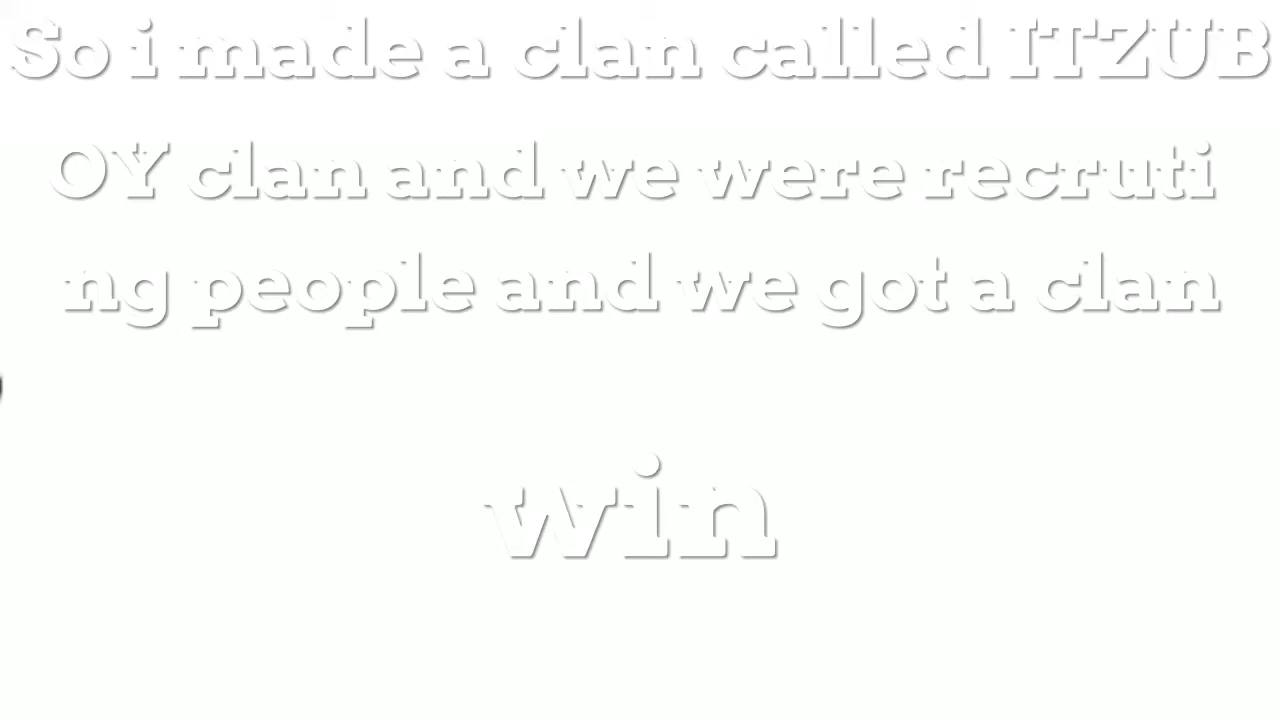 So i made a clan called ITZUB
OY clan and we were recruti
ng people and we got a clan
win